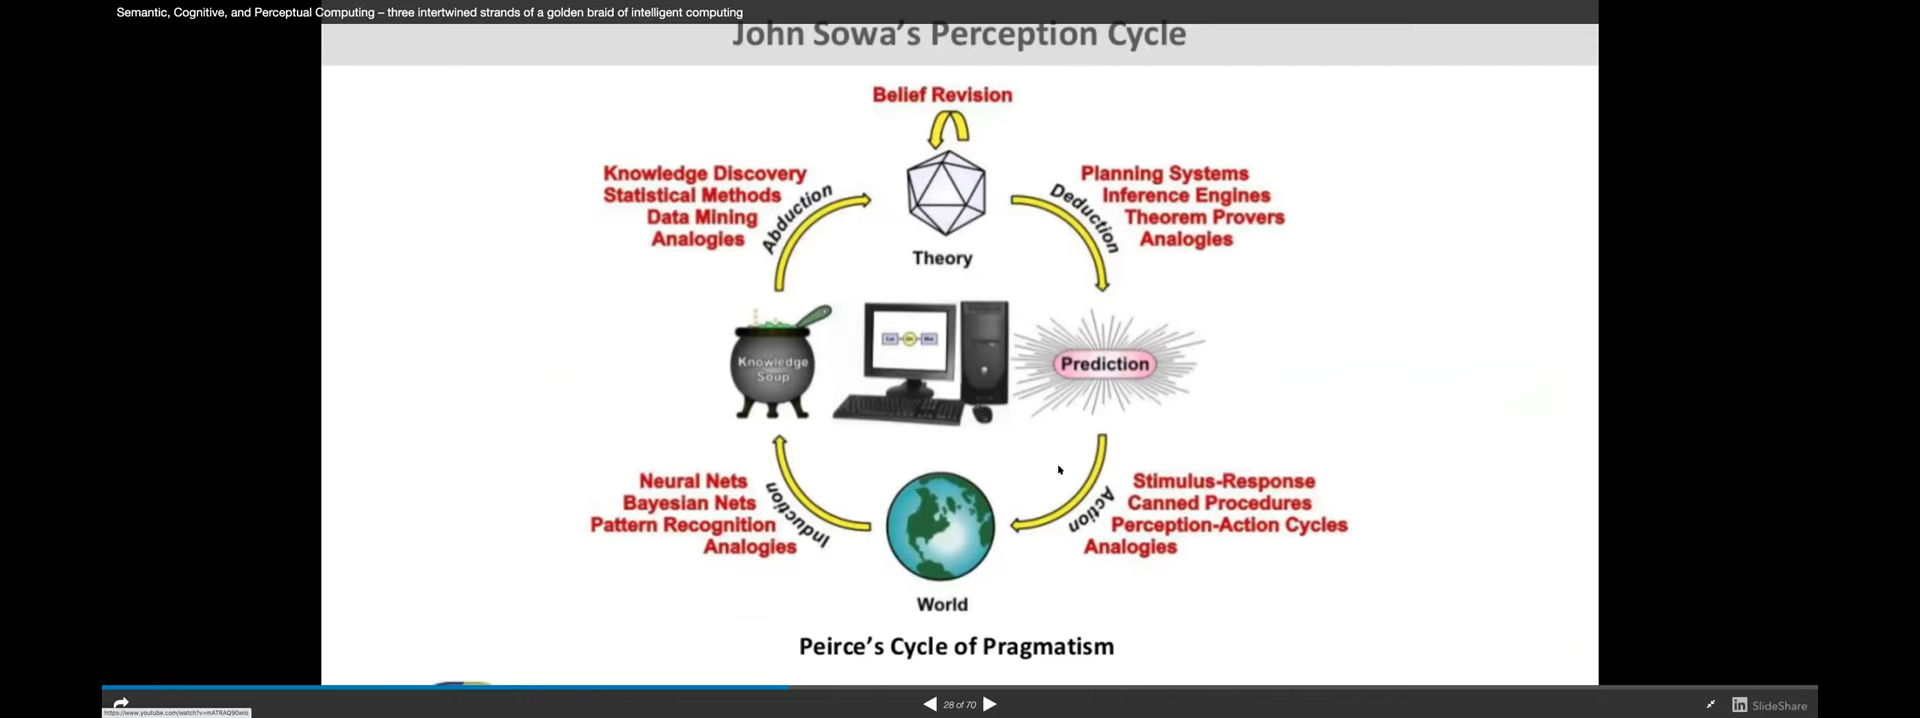 Semantic, Cognitive, and Perceptual Computing – three intertwined strands of a golden braid of intelligent computing
John Sowa's Perception Cycle
Belief Revision
Knowledge Discovery
Statistical Methods
Data Mining
Analogies
Abduction
Theory
Deduction
Planning Systems
Inference Engines
Theorem Provers
Analogies
Knowledge
Soup
Prediction
Neural Nets
Bayesian Nets
Pattern Recognition
Analogies
Induction
World
Action
Stimulus-Response
Canned Procedures
Perception-Action Cycles
Analogies
Peirce's Cycle of Pragmatism
28 of 70
in SlideShare